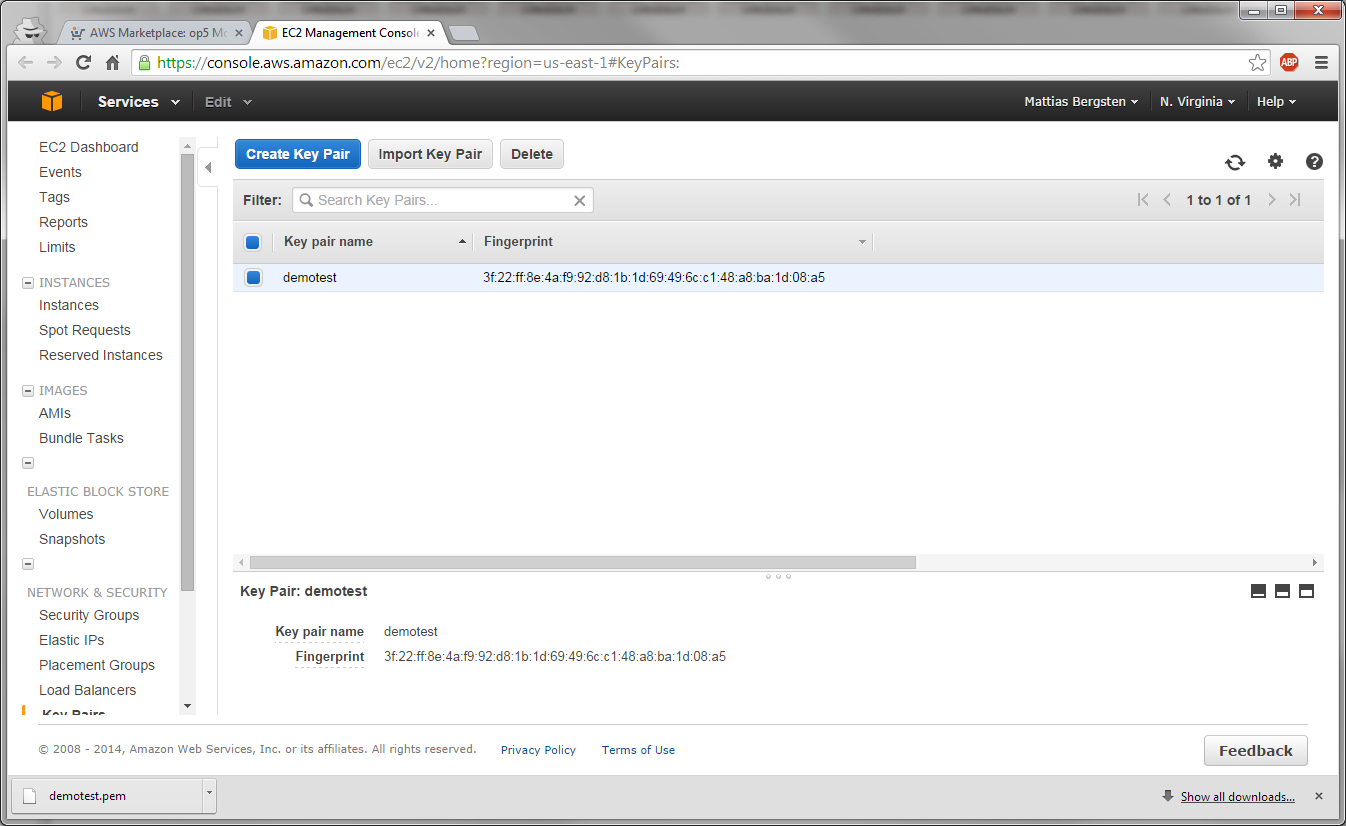 AWS Marketplace: op5 Mo
EC2 Management Console
https://console.aws.amazon.com/ec2/v2/home?region=us-east-1#KeyPairs:
ABP
Services Edit Mattias Bergsten N. Virginia Help
EC2 Dashboard
Events
Tags
Reports
Limits
INSTANCES
Instances
Spot Requests
Reserved Instances
IMAGES
AMIs
Bundle Tasks
ELASTIC BLOCK STORE
Volumes
Snapshots
NETWORK & SECURITY
Security Groups
Elastic IPs
Placement Groups
Load Balancers
Key Pairs
Create Key Pair Import Key Pair Delete
Filter: Search Key Pairs... 1 to 1 of 1
Key pair name Fingerprint
demotest 3f:22:ff:8e:4a:f9:92:d8:1b:1d:69:49:6c:c1:48:a8:ba:1d:08:a5
Key Pair: demotest
Key pair name demotest
Fingerprint 3f:22:ff:8e:4a:f9:92:d8:1b:1d:69:49:6c:c1:48:a8:ba:1d:08:a5
© 2008 - 2014, Amazon Web Services, Inc. or its affiliates. All rights reserved. Privacy Policy Terms of Use Feedback
demotest.pem Show all downloads...